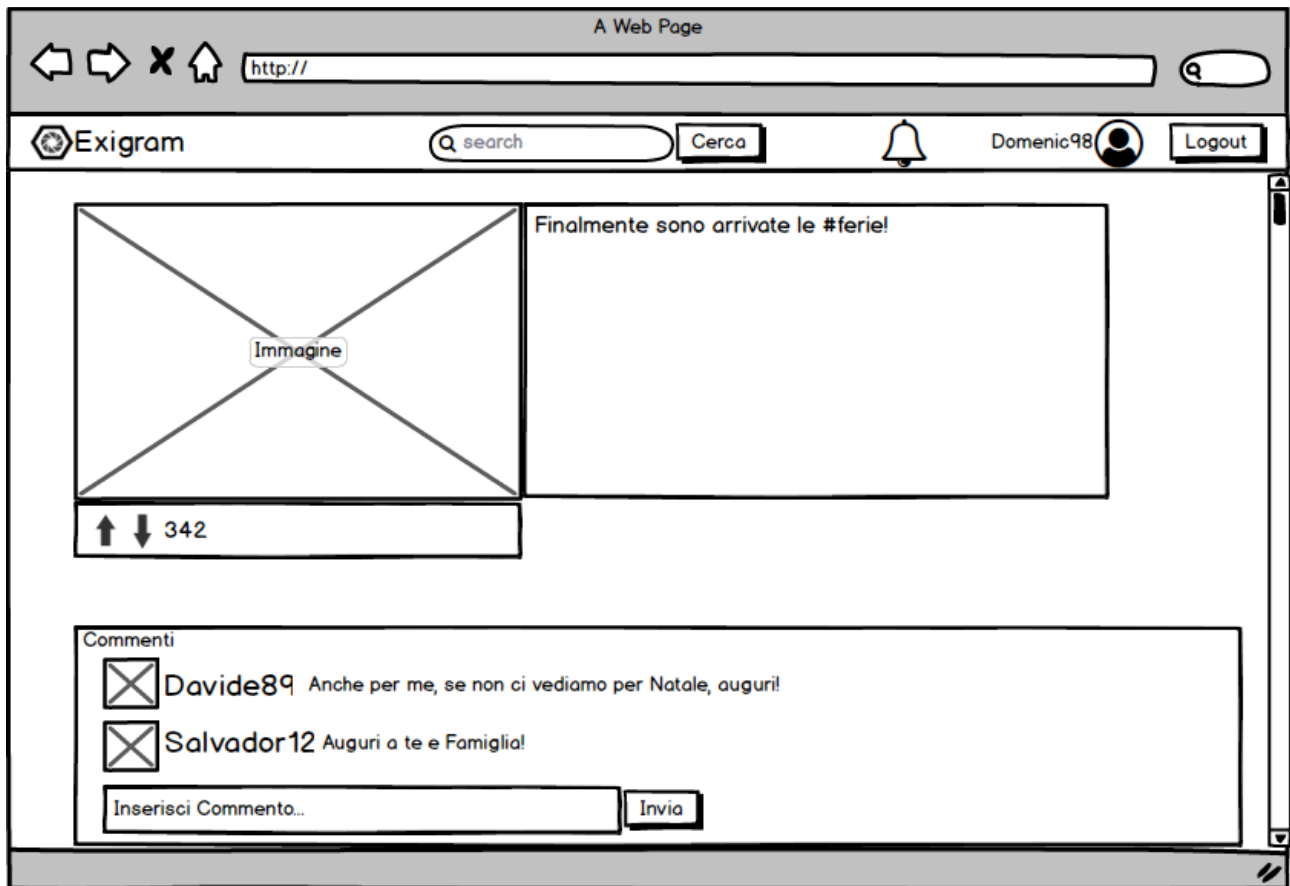 A Web Page
http://
Exigram
search
Cerca
Domenic98
Logout
Finalmente sono arrivate le #ferie!
Immagine
342
Commenti
Davide89 Anche per me, se non ci vediamo per Natale, auguri!
Salvador12 Auguri a te e Famiglia!
Inserisci Commento...
Invia